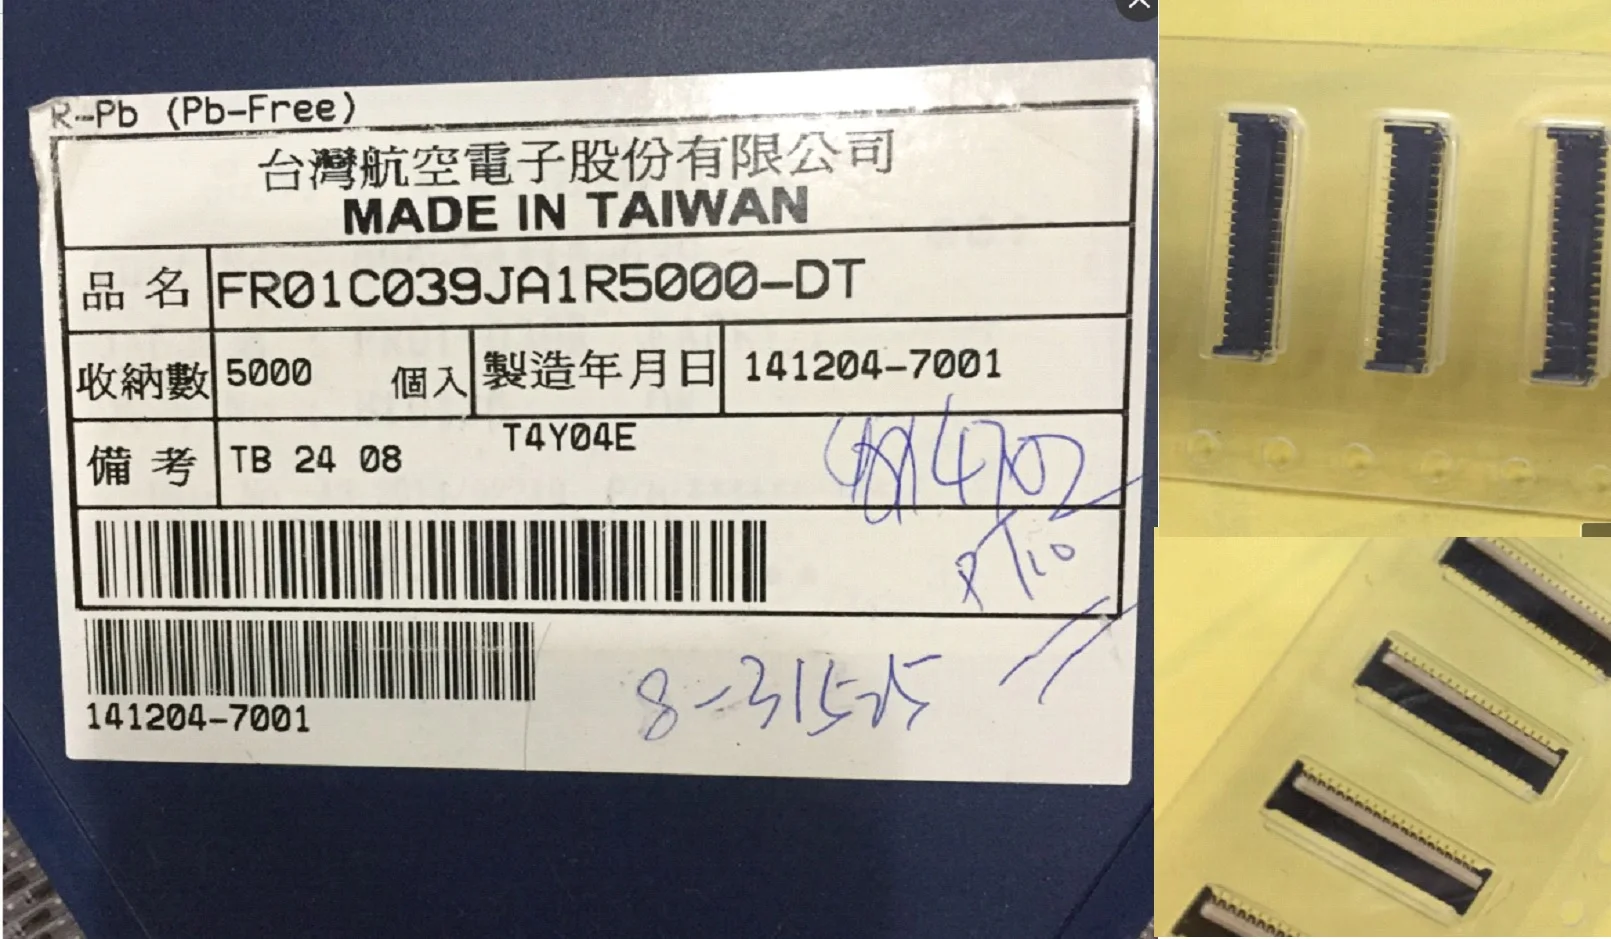 R-Pb (Pb-Free)
台灣航空電子股份有限公司
MADE IN TAIWAN
品名 FR01C039JA1R5000-DT
收納數 5000 個入 製造年月日 141204-7001
備考 TB 24 08 T4Y04E
141204-7001